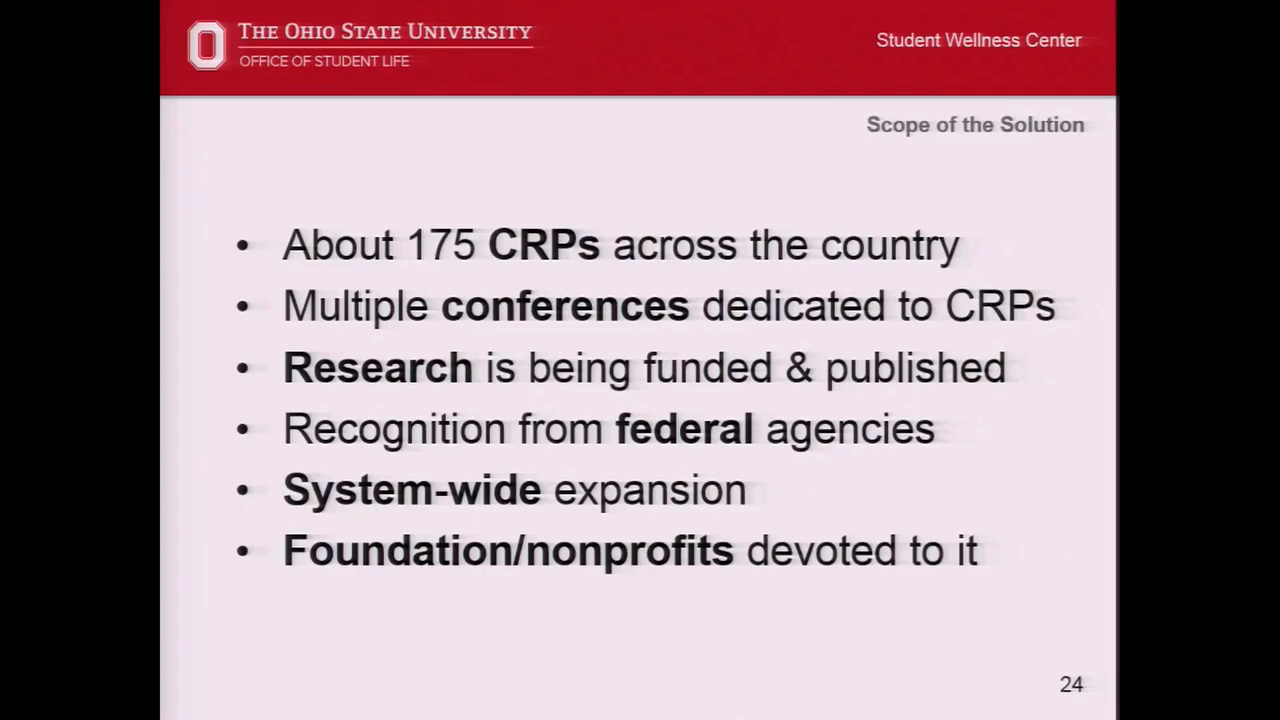 THE OHIO STATE UNIVERSITY
OFFICE OF STUDENT LIFE
Student Wellness Center
Scope of the Solution
• About 175 CRPs across the country
• Multiple conferences dedicated to CRPs
• Research is being funded & published
• Recognition from federal agencies
• System-wide expansion
• Foundation/nonprofits devoted to it
24